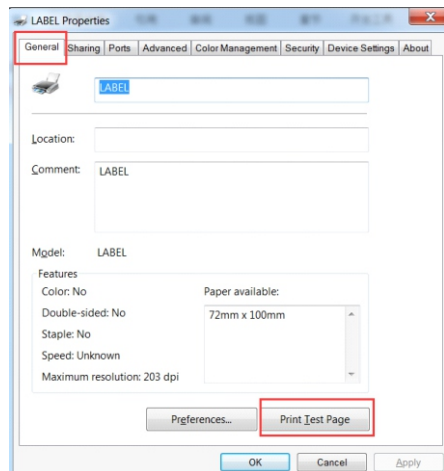 LABEL Properties
General Sharing Ports Advanced Color Management Security Device Settings About
LABEL
Location:
Comment: LABEL
Model: LABEL
Features
Color: No Paper available:
Double-sided: No 72mm x 100mm
Staple: No
Speed: Unknown
Maximum resolution: 203 dpi
Preferences... Print Test Page
OK Cancel Apply